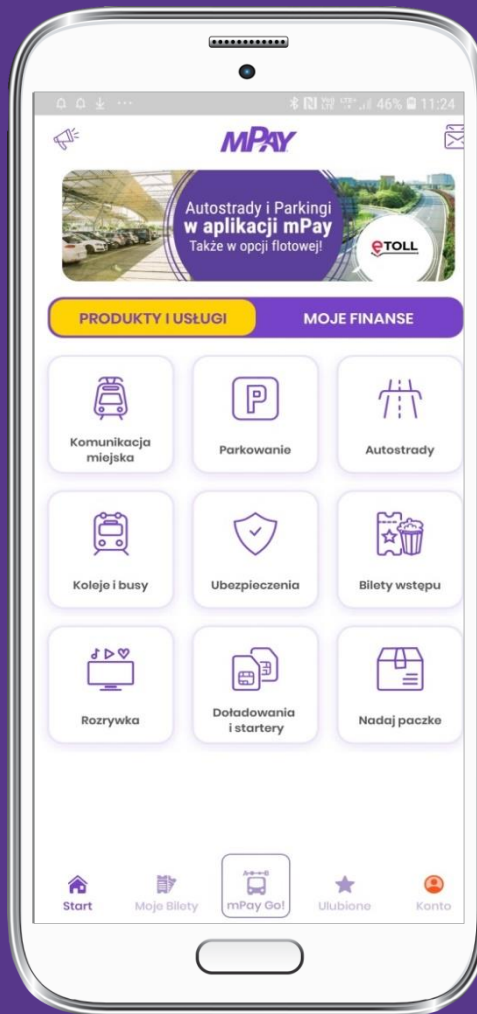 46% 11:24
mPAY
Autostrady i Parkingi
w aplikacji mPay
Także w opcji flotowej!
eTOLL
PRODUKTY I USŁUGI
MOJE FINANSE
Komunikacja
miejska
P
Parkowanie
Autostrady
Koleje i busy
Ubezpieczenia
Bilety wstępu
Rozrywka
Doładowania
i startery
Nadaj paczke
Start
Moje Bilety
mPay Go!
Ulubione
Konto